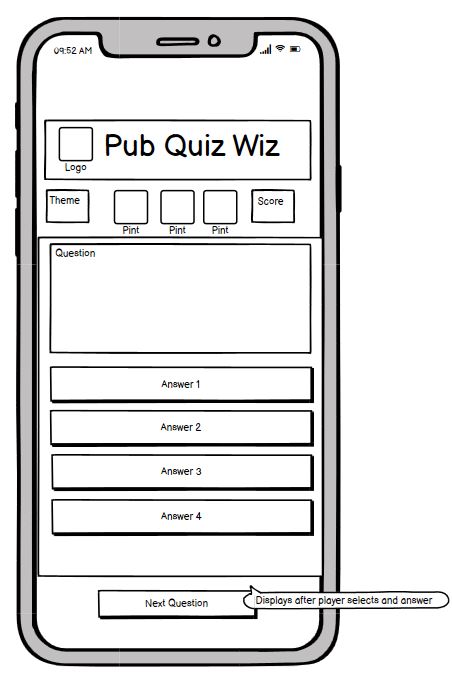 09:52 AM
Pub Quiz Wiz
Logo
Theme
Score
Pint
Pint
Pint
Question
Answer 1
Answer 2
Answer 3
Answer 4
Next Question
Displays after player selects and answer